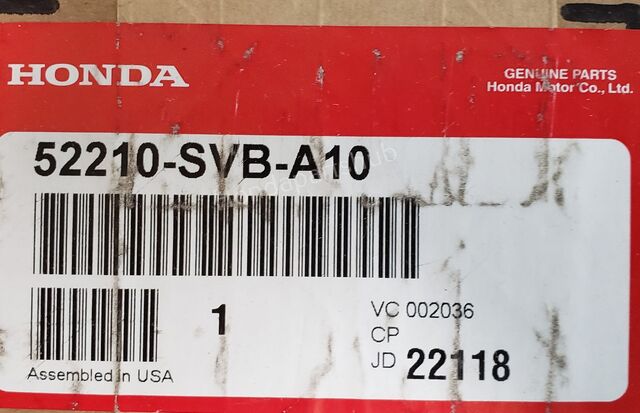 HONDA
GENUINE PARTS
Honda Motor Co., Ltd.
52210-SVB-A10
1
VC 002036
CP
JD 22118
Assembled in USA